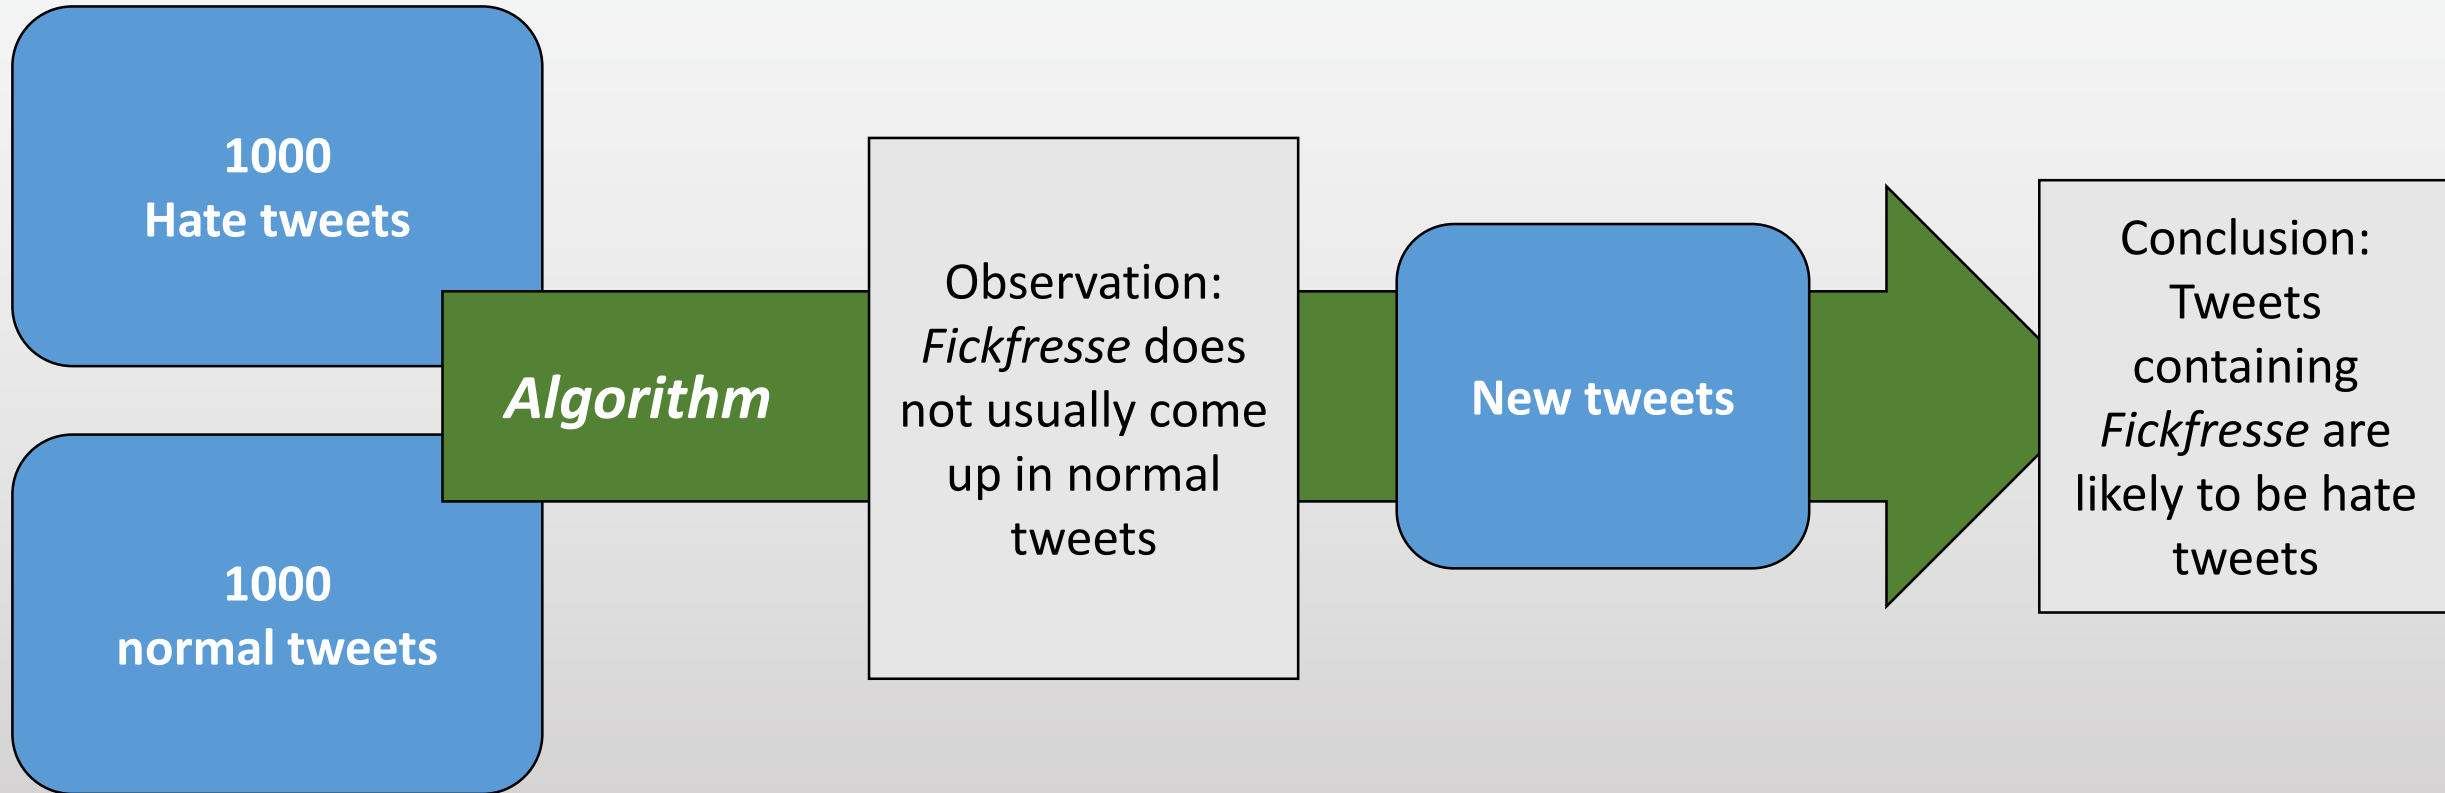 1000
Hate tweets
1000
normal tweets
Algorithm
Observation:
Fickfresse does
not usually come
up in normal
tweets
New tweets
Conclusion:
Tweets
containing
Fickfresse are
likely to be hate
tweets